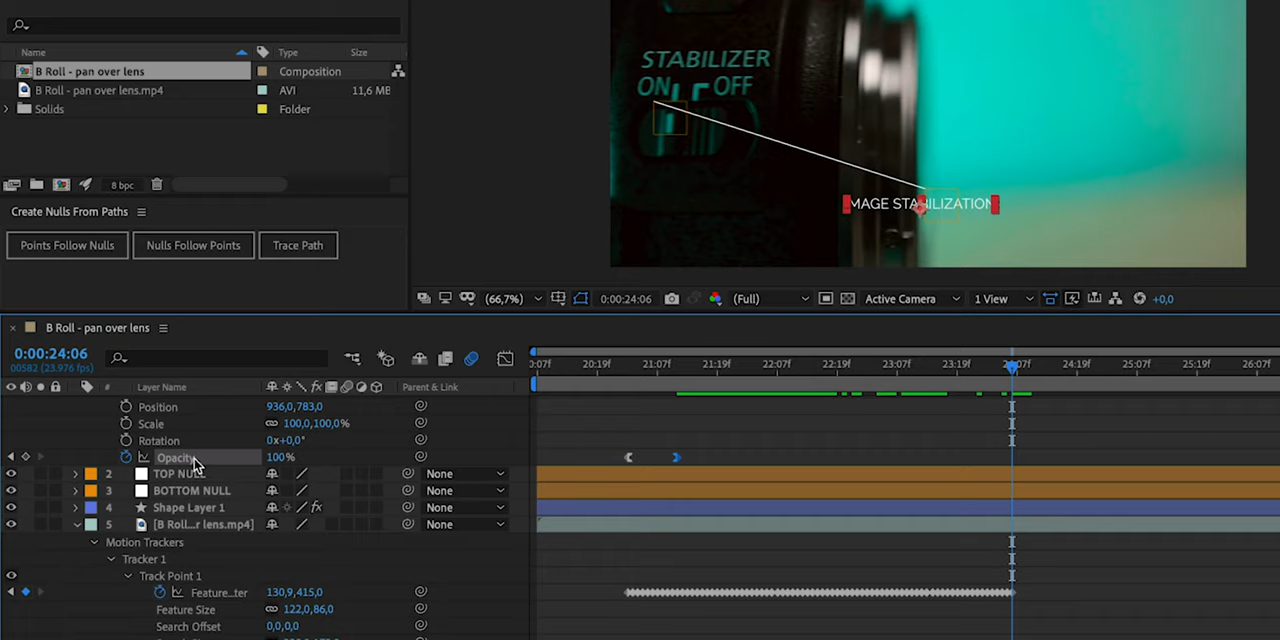 Name Type Size
B Roll - pan over lens Composition
B Roll - pan over lens.mp4 AVI 11,6 MB
Solids Folder
8 bpc
Create Nulls From Paths
Points Follow Nulls Nulls Follow Points Trace Path
STABILIZER
ON OFF
MAGE STABILIZATION
(66,7%) 0:00:24:06 (Full) Active Camera 1 View +0,0
B Roll - pan over lens
0:00:24:06
00582 (23.976 fps)
0:07f 20:19f 21:07f 21:19f 22:07f 22:19f 23:07f 23:19f 24:07f 24:19f 25:07f 25:19f 26:07f
# Layer Name Parent & Link
Position 936,0,783,0
Scale 100,0,100,0%
Rotation 0x+0,0°
Opacity 100%
2 TOP NULL None
3 BOTTOM NULL None
4 Shape Layer 1 None
5 [B Roll...r lens.mp4] None
Motion Trackers
Tracker 1
Track Point 1
Feature...ter 130,9,415,0
Feature Size 122,0,86,0
Search Offset 0,0,0,0